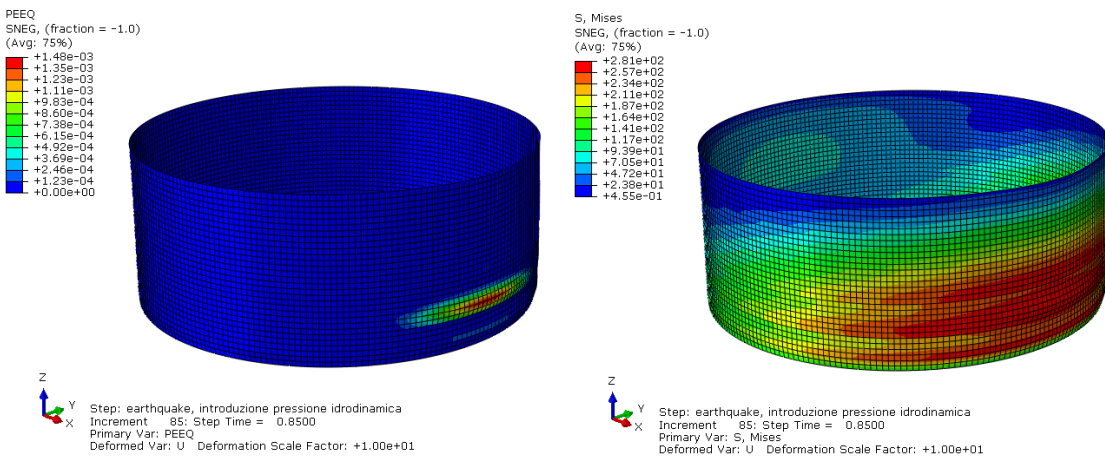 PEEQ
SNEG, (fraction = -1.0)
(Avg: 75%)
+1.48e-03
+1.35e-03
+1.23e-03
+1.11e-03
+9.83e-04
+8.60e-04
+7.38e-04
+6.15e-04
+4.92e-04
+3.69e-04
+2.46e-04
+1.23e-04
+0.00e+00
Z
Y
X
Step: earthquake, introduzione pressione idrodinamica
Increment 85: Step Time = 0.8500
Primary Var: PEEQ
Deformed Var: U Deformation Scale Factor: +1.00e+01
S, Mises
SNEG, (fraction = -1.0)
(Avg: 75%)
+2.81e+02
+2.57e+02
+2.34e+02
+2.11e+02
+1.87e+02
+1.64e+02
+1.41e+02
+1.17e+02
+9.39e+01
+7.05e+01
+4.72e+01
+2.38e+01
+4.55e-01
Z
Y
X
Step: earthquake, introduzione pressione idrodinamica
Increment 85: Step Time = 0.8500
Primary Var: S, Mises
Deformed Var: U Deformation Scale Factor: +1.00e+01